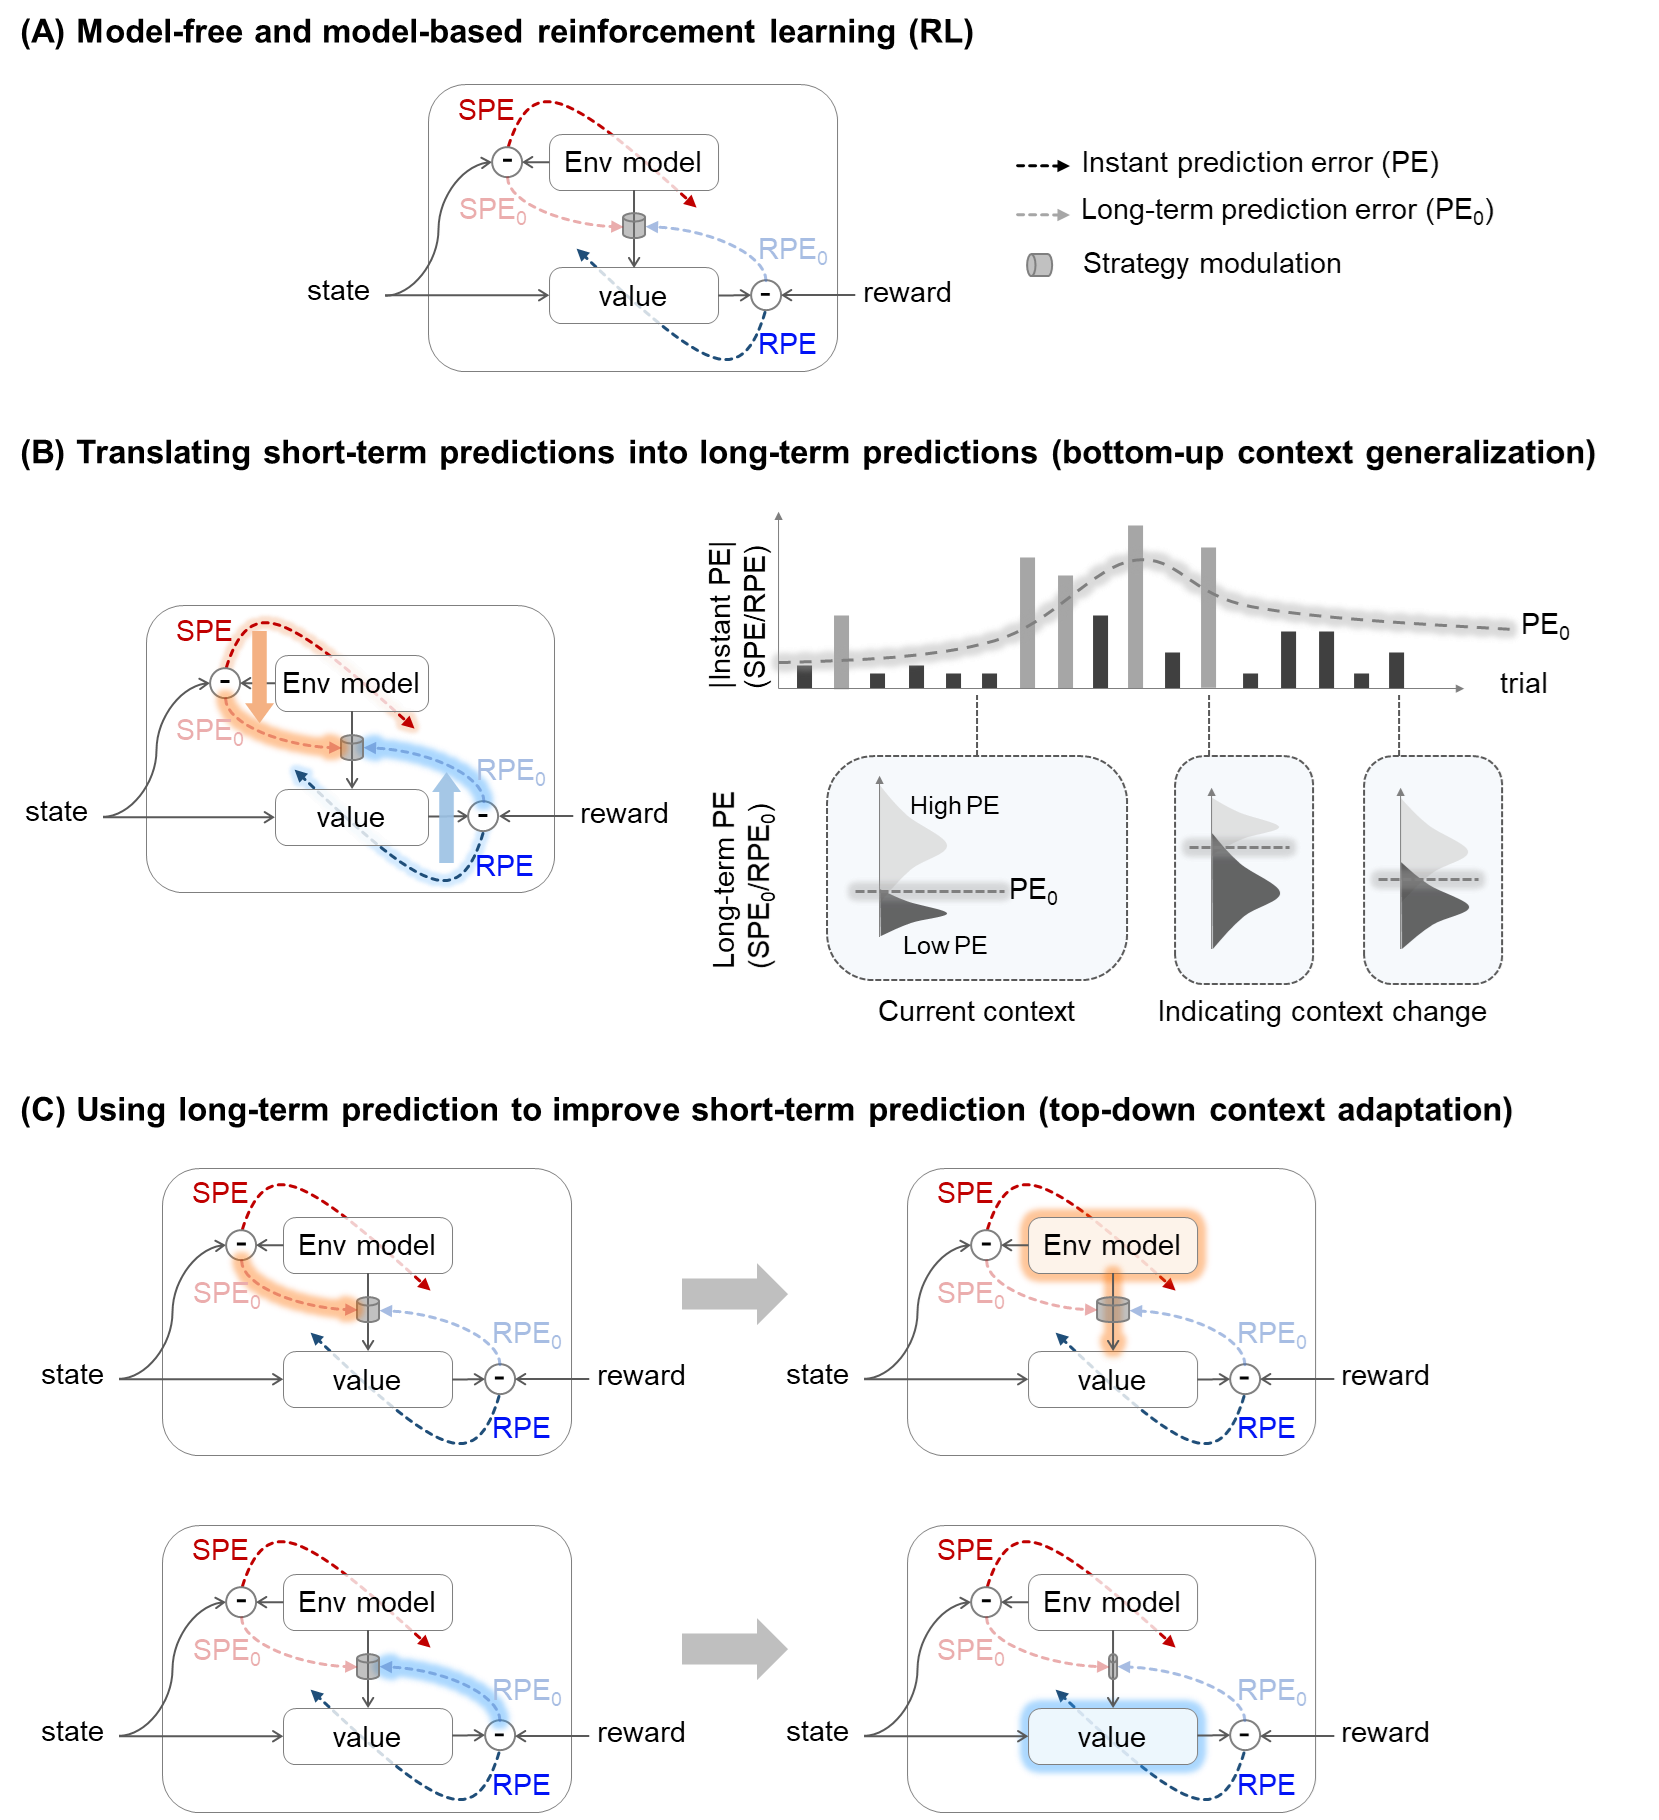 (A) Model-free and model-based reinforcement learning (RL)
SPE
Env model
SPE₀
RPE₀
state
value
reward
RPE
Instant prediction error (PE)
Long-term prediction error (PE₀)
Strategy modulation
(B) Translating short-term predictions into long-term predictions (bottom-up context generalization)
SPE
Env model
SPE₀
RPE₀
state
value
reward
RPE
|Instant PE|
(SPE/RPE)
PE₀
trial
Long-term PE
(SPE₀/RPE₀)
High PE
PE₀
Low PE
Current context
Indicating context change
(C) Using long-term prediction to improve short-term prediction (top-down context adaptation)
SPE
Env model
SPE₀
RPE₀
state
value
reward
RPE
SPE
Env model
SPE₀
RPE₀
state
value
reward
RPE
SPE
Env model
SPE₀
RPE₀
state
value
reward
RPE
SPE
Env model
SPE₀
RPE₀
state
value
reward
RPE